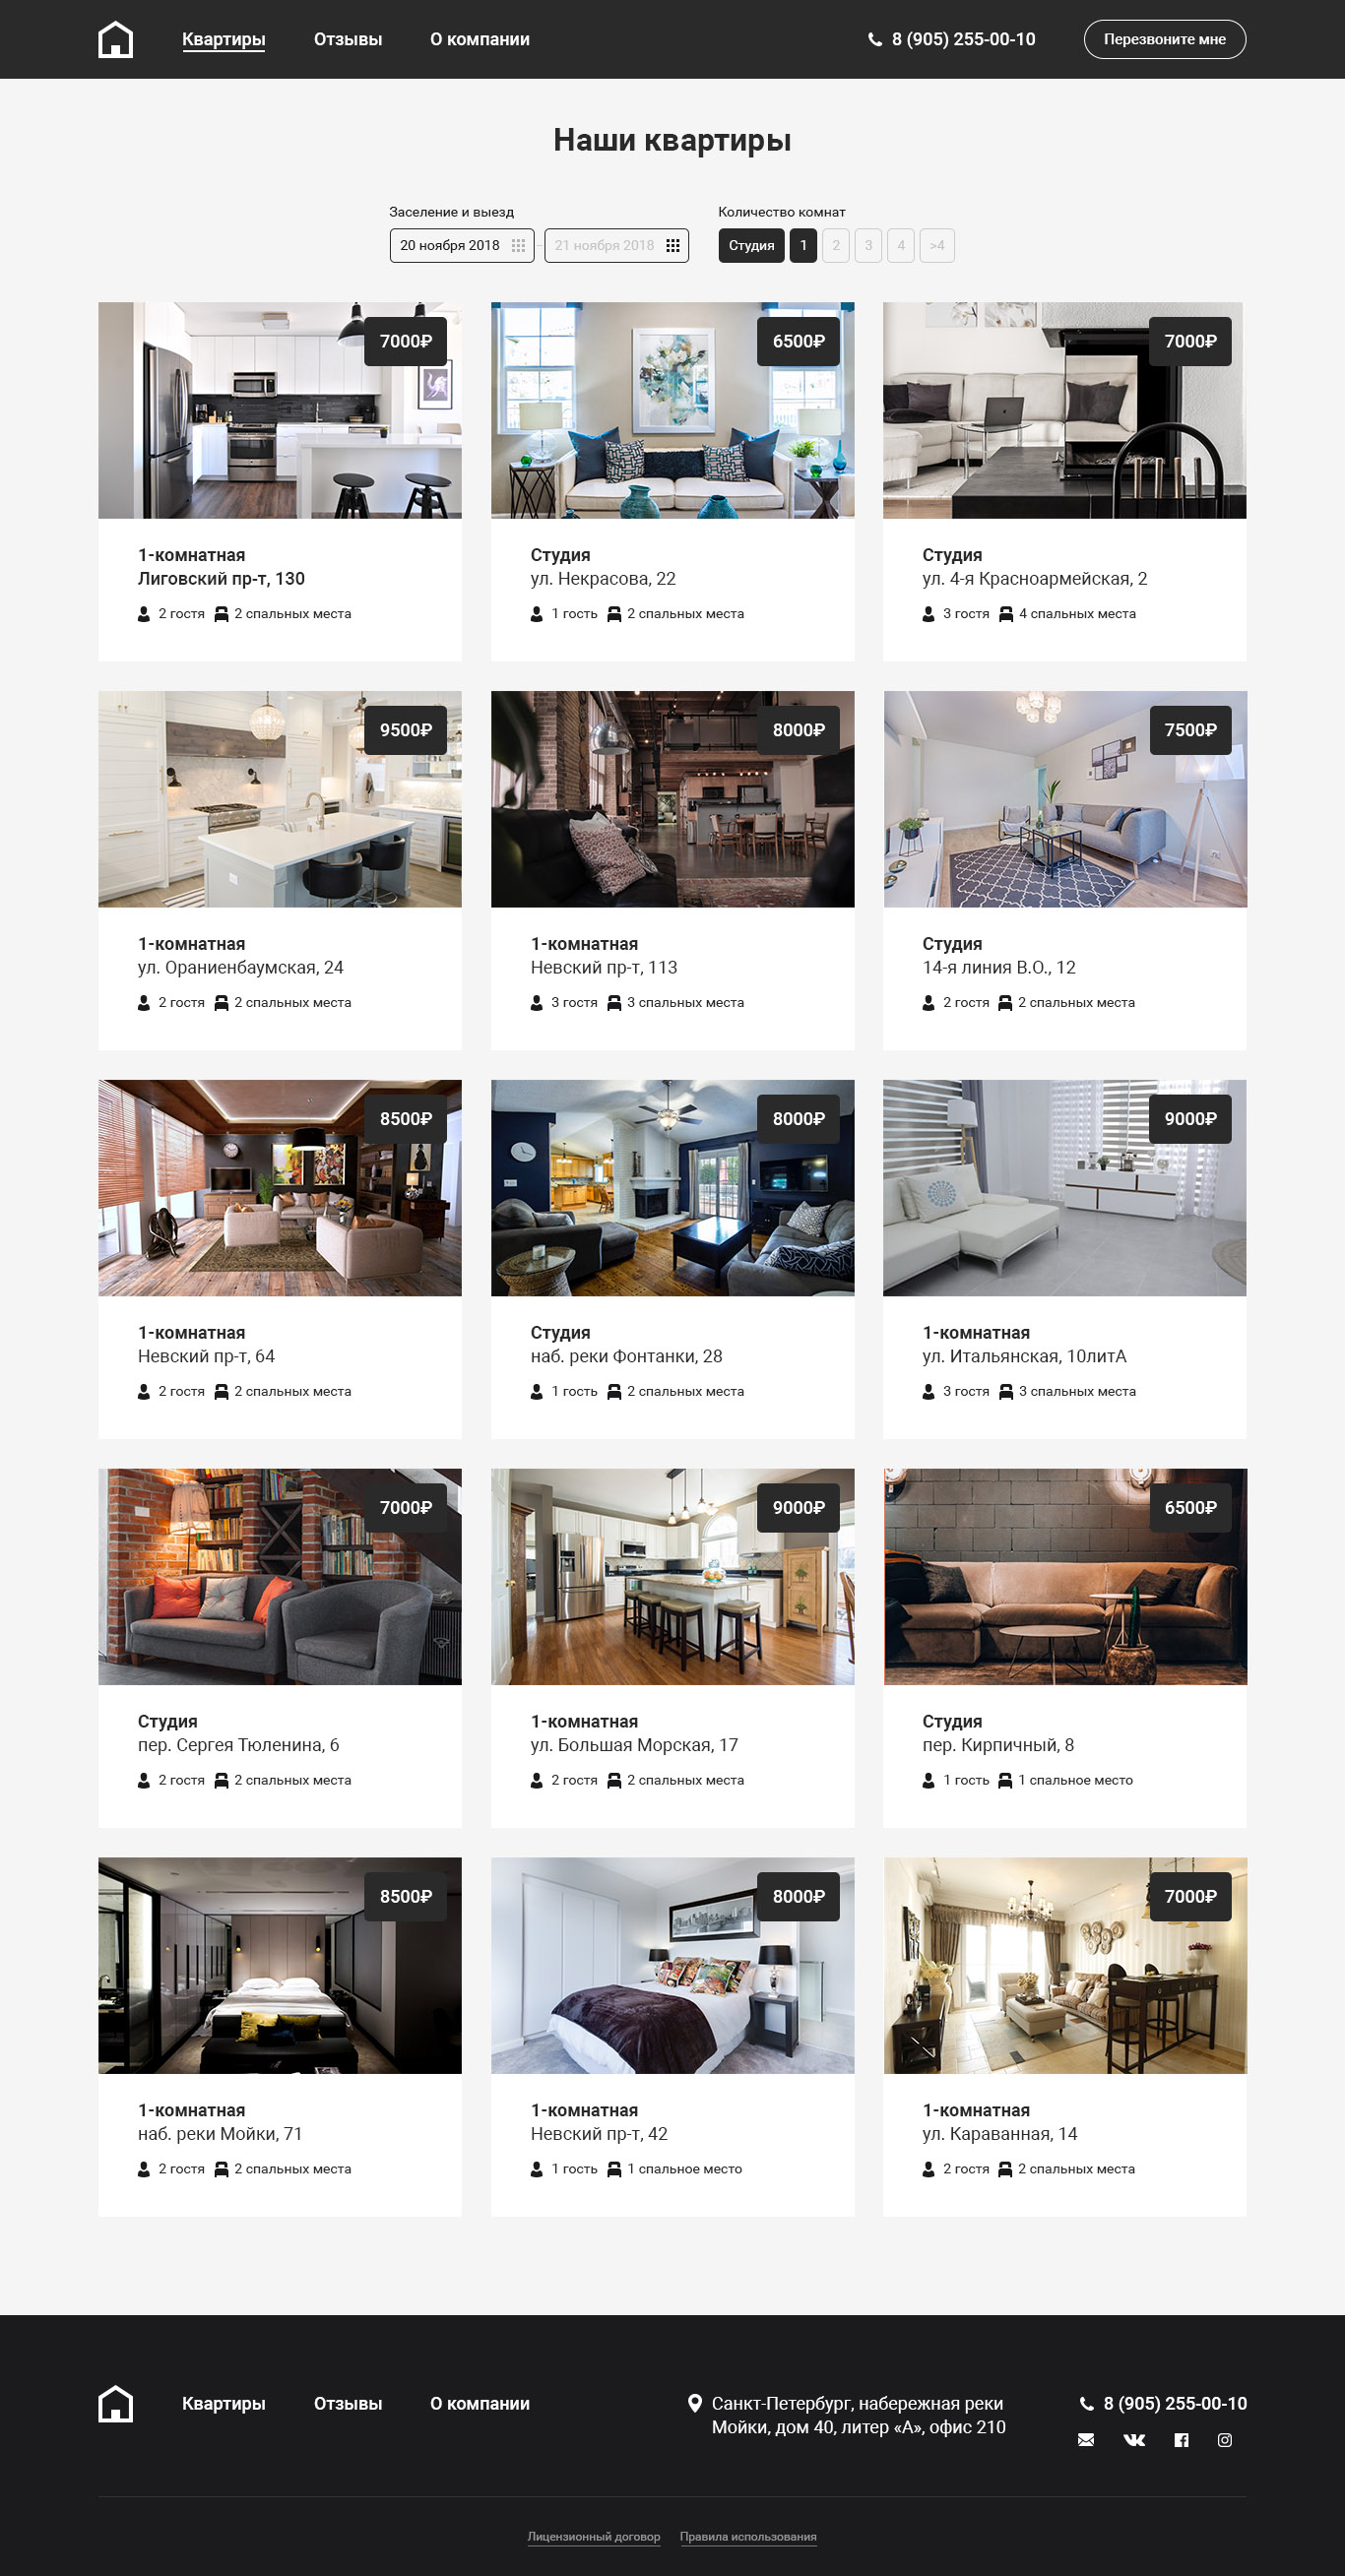 Квартиры
Отзывы
О компании
8 (905) 255-00-10
Перезвоните мне
Наши квартиры
Заселение и выезд
Количество комнат
20 ноября 2018
–
21 ноября 2018
Студия
1
2
3
4
>4
7000₽
6500₽
7000₽
1-комнатная
Лиговский пр-т, 130
2 гостя 2 спальных места
Студия
ул. Некрасова, 22
1 гость 2 спальных места
Студия
ул. 4-я Красноармейская, 2
3 гостя 4 спальных места
9500₽
8000₽
7500₽
1-комнатная
ул. Ораниенбаумская, 24
2 гостя 2 спальных места
1-комнатная
Невский пр-т, 113
3 гостя 3 спальных места
Студия
14-я линия В.О., 12
2 гостя 2 спальных места
8500₽
8000₽
9000₽
1-комнатная
Невский пр-т, 64
2 гостя 2 спальных места
Студия
наб. реки Фонтанки, 28
1 гость 2 спальных места
1-комнатная
ул. Итальянская, 10литА
3 гостя 3 спальных места
7000₽
9000₽
6500₽
Студия
пер. Сергея Тюленина, 6
2 гостя 2 спальных места
1-комнатная
ул. Большая Морская, 17
2 гостя 2 спальных места
Студия
пер. Кирпичный, 8
1 гость 1 спальное место
8500₽
8000₽
7000₽
1-комнатная
наб. реки Мойки, 71
2 гостя 2 спальных места
1-комнатная
Невский пр-т, 42
1 гость 1 спальное место
1-комнатная
ул. Караванная, 14
2 гостя 2 спальных места
Квартиры
Отзывы
О компании
Санкт-Петербург, набережная реки
Мойки, дом 40, литер «А», офис 210
8 (905) 255-00-10
Лицензионный договор
Правила использования